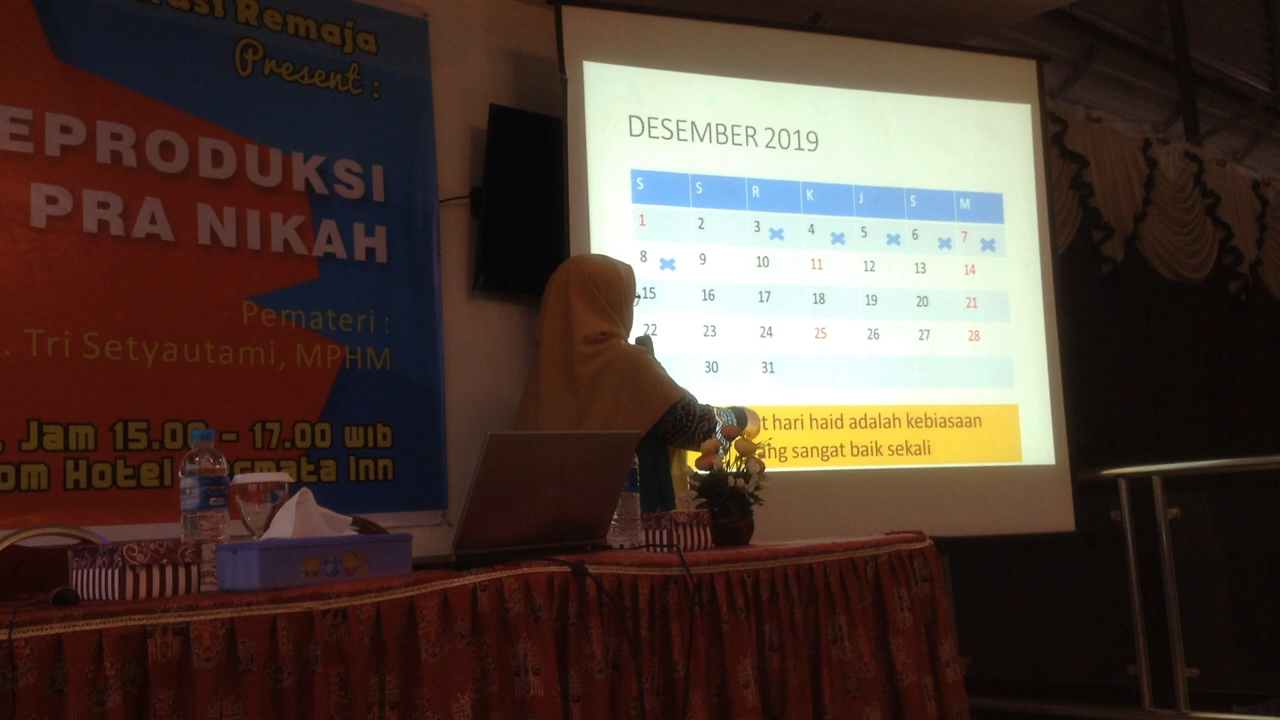 Remaja
Present :
EPRODUKSI
PRA NIKAH
Pemateri :
. Tri Setyautami, MPHM
, Jam 15.00 - 17.00 WIB
om Hotel Permata Inn
DESEMBER 2019
S S R K J S M
1 2 3 4 5 6 7
8 9 10 11 12 13 14
15 16 17 18 19 20 21
22 23 24 25 26 27 28
30 31
t hari haid adalah kebiasaan
ang sangat baik sekali